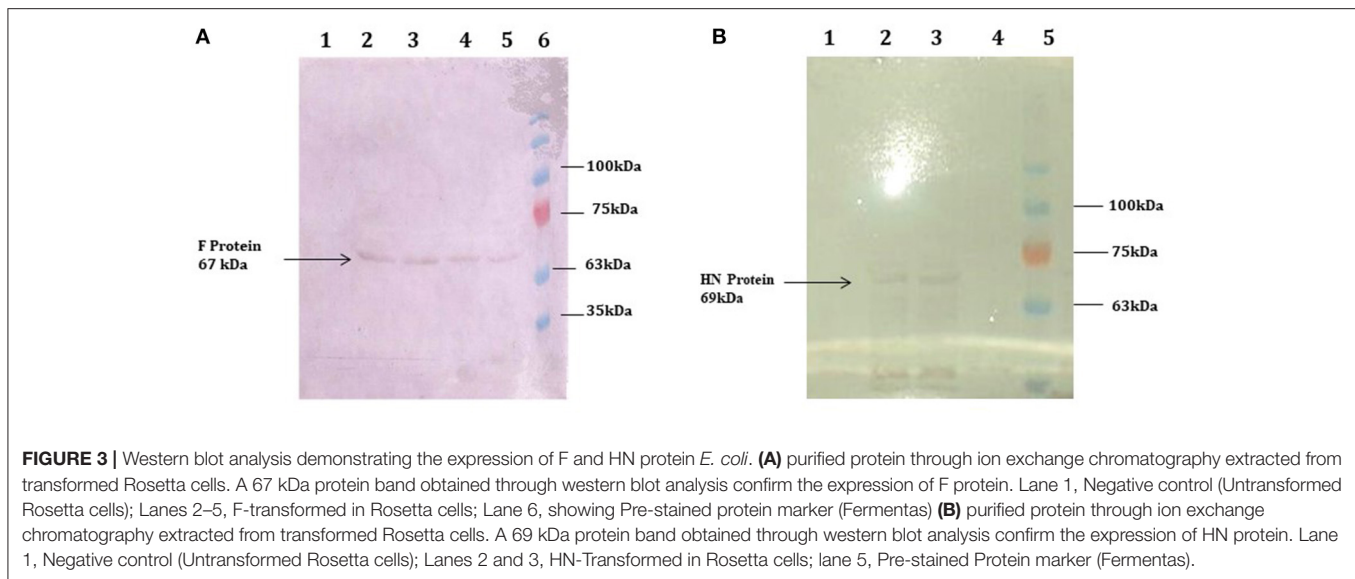 A
1 2 3 4 5 6
100kDa
75kDa
F Protein
67 kDa
63kDa
35kDa
B
1 2 3 4 5
100kDa
75kDa
HN Protein
69kDa
63kDa
FIGURE 3 | Western blot analysis demonstrating the expression of F and HN protein E. coli. (A) purified protein through ion exchange chromatography extracted from
transformed Rosetta cells. A 67 kDa protein band obtained through western blot analysis confirm the expression of F protein. Lane 1, Negative control (Untransformed
Rosetta cells); Lanes 2–5, F-transformed in Rosetta cells; Lane 6, showing Pre-stained protein marker (Fermentas) (B) purified protein through ion exchange
chromatography extracted from transformed Rosetta cells. A 69 kDa protein band obtained through western blot analysis confirm the expression of HN protein. Lane
1, Negative control (Untransformed Rosetta cells); Lanes 2 and 3, HN-Transformed in Rosetta cells; lane 5, Pre-stained Protein marker (Fermentas).